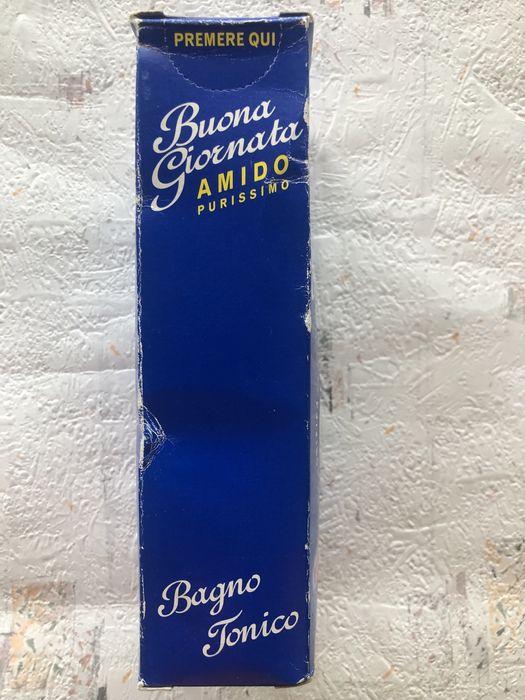 PREMERE QUI
Buona
Giornata
AMIDO
PURISSIMO
Bagno
Tonico